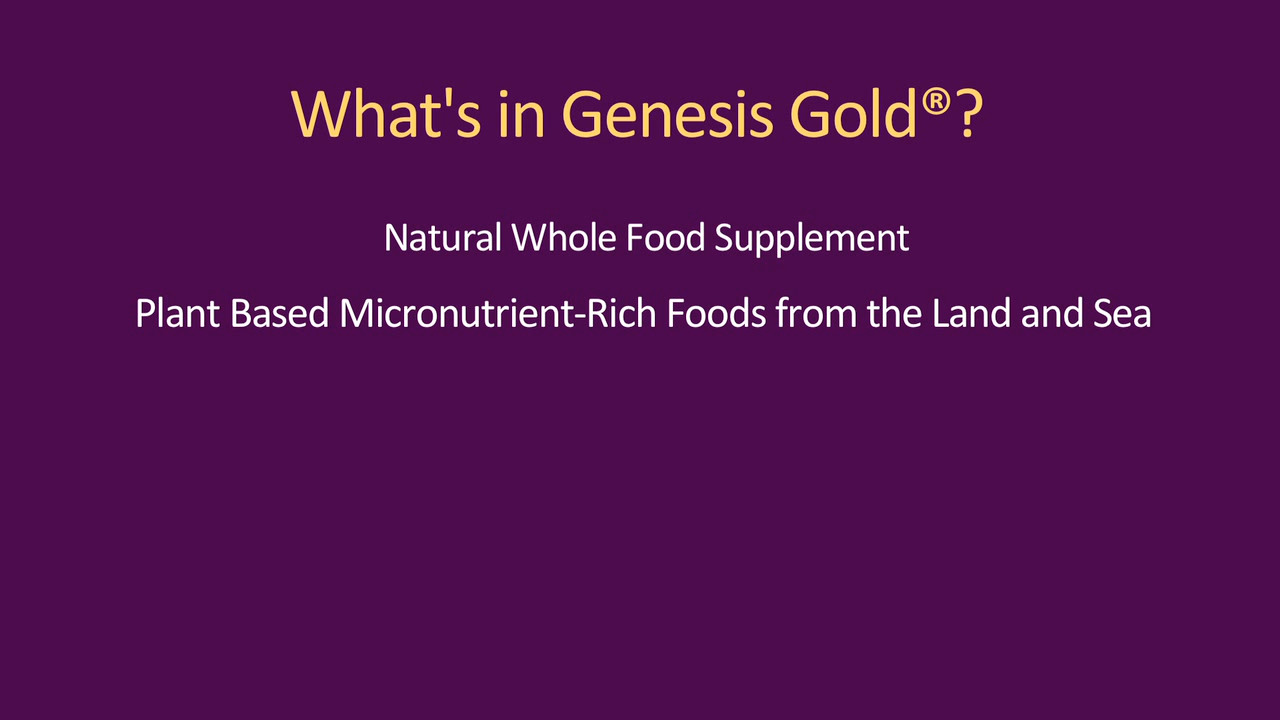 What's in Genesis Gold®?
Natural Whole Food Supplement
Plant Based Micronutrient-Rich Foods from the Land and Sea